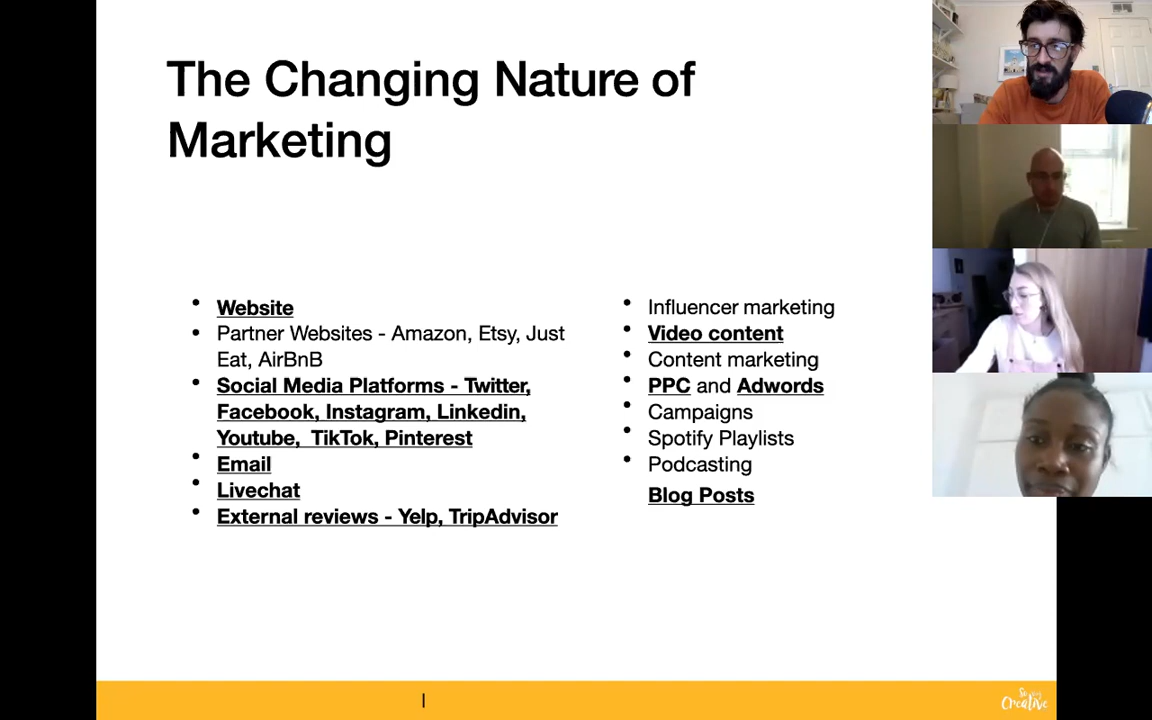 The Changing Nature of
Marketing
• Website
• Partner Websites - Amazon, Etsy, Just
Eat, AirBnB
• Social Media Platforms - Twitter,
Facebook, Instagram, Linkedin,
Youtube, TikTok, Pinterest
• Email
• Livechat
• External reviews - Yelp, TripAdvisor
• Influencer marketing
• Video content
• Content marketing
• PPC and Adwords
• Campaigns
• Spotify Playlists
• Podcasting
Blog Posts
So
Creative